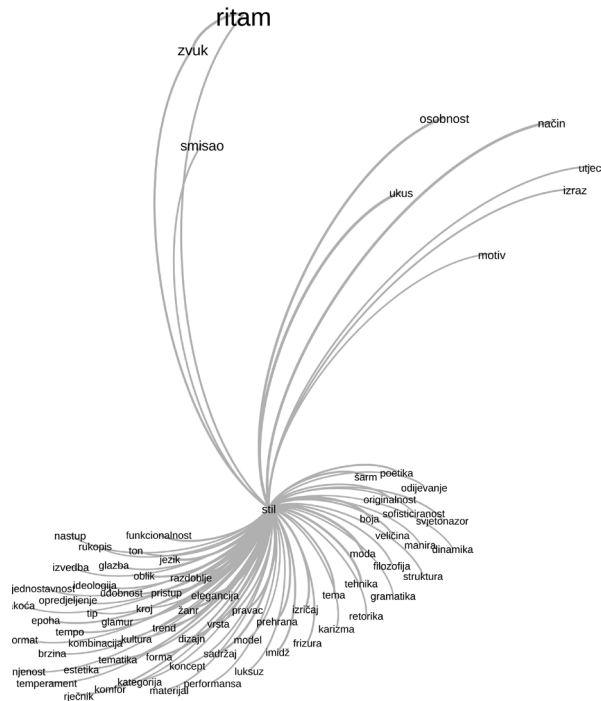 ritam
zvuk
osobnost
način
smisao
utjec
izraz
ukus
motiv
poetika
šarm
odijevanje
originalnost
stil
sofisticiranost
boja
svjetonazor
nastup
funkcionalnost
veličina
rukopis
ton
manira
dinamika
moda
jezik
izvedba
glazba
filozofija
oblik
razdoblje
struktura
jednostavnost
ideologija
tehnika
udobnost
pristup
elegancija
tema
gramatika
opredjeljenje
koća
kroj
žanr
pravac
izričaj
tip
retorika
epoha
glamur
vrsta
prehrana
trend
karizma
tempo
ormat
kombinacija
kultura
dizajn
model
frizura
brzina
sadržaj
imidž
tematika
forma
koncept
njenost
estetika
luksuz
temperament
kategorija
performansa
komfor
materijal
rječnik